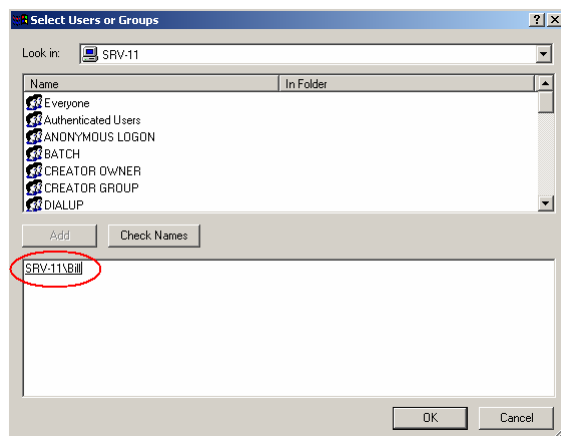 Select Users or Groups
Look in: SRV-11
Name In Folder
Everyone
Authenticated Users
ANONYMOUS LOGON
BATCH
CREATOR OWNER
CREATOR GROUP
DIALUP
Add Check Names
SRV-11\Bill
OK Cancel